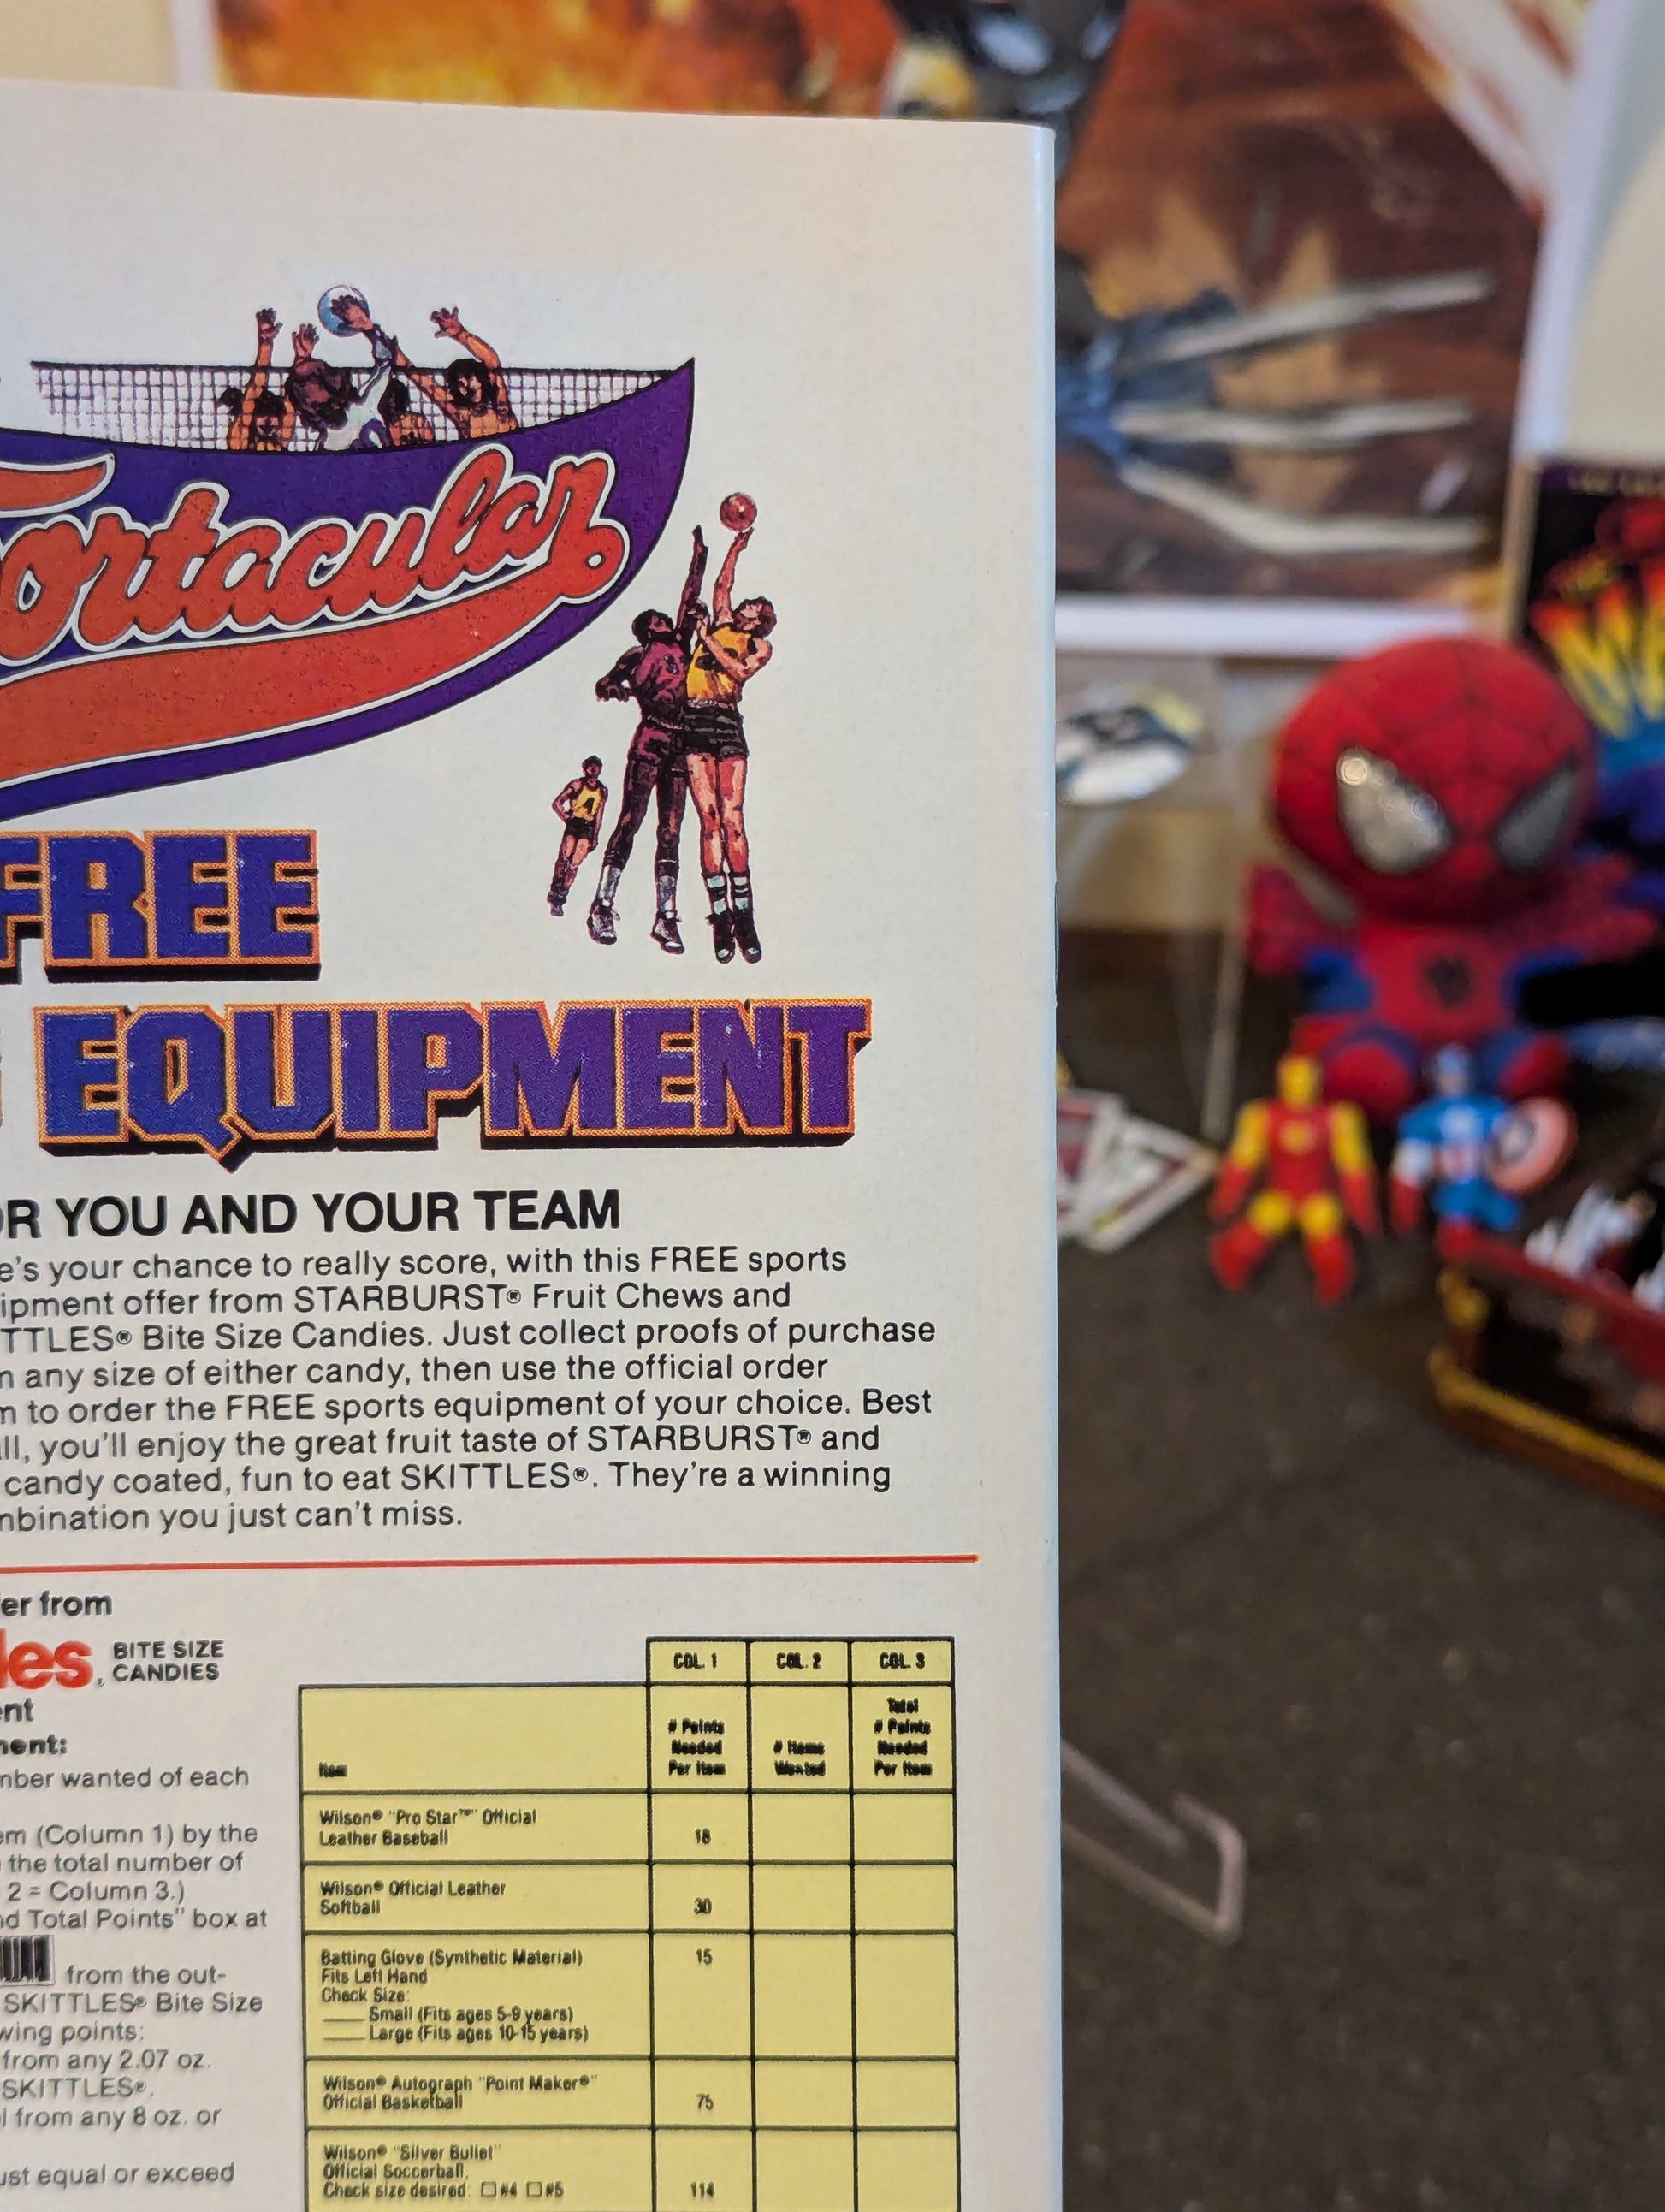 ortacular
FREE
EQUIPMENT
OR YOU AND YOUR TEAM
e's your chance to really score, with this FREE sports
ipment offer from STARBURST® Fruit Chews and
TTLES® Bite Size Candies. Just collect proofs of purchase
m any size of either candy, then use the official order
m to order the FREE sports equipment of your choice. Best
ll, you'll enjoy the great fruit taste of STARBURST® and
candy coated, fun to eat SKITTLES®. They're a winning
mbination you just can't miss.
er from
les, BITE SIZE
CANDIES
ent
ment:
mber wanted of each
em (Column 1) by the
the total number of
2 = Column 3.)
nd Total Points" box at
from the out-
SKITTLES® Bite Size
wing points:
from any 2.07 oz.
SKITTLES®.
l from any 8 oz. or
ust equal or exceed
COL. 1 COL. 2 COL. 3
Item
# Points
Needed
Per Item
# Items
Wanted
Total
# Points
Needed
Per Item
Wilson® "Pro Star™" Official
Leather Baseball 18
Wilson® Official Leather
Softball 30
Batting Glove (Synthetic Material) 15
Fits Left Hand
Check Size:
____ Small (Fits ages 5-9 years)
____ Large (Fits ages 10-15 years)
Wilson® Autograph "Point Maker®"
Official Basketball 75
Wilson® "Silver Bullet"
Official Soccerball.
Check size desired: ☐ #4 ☐ #5 114